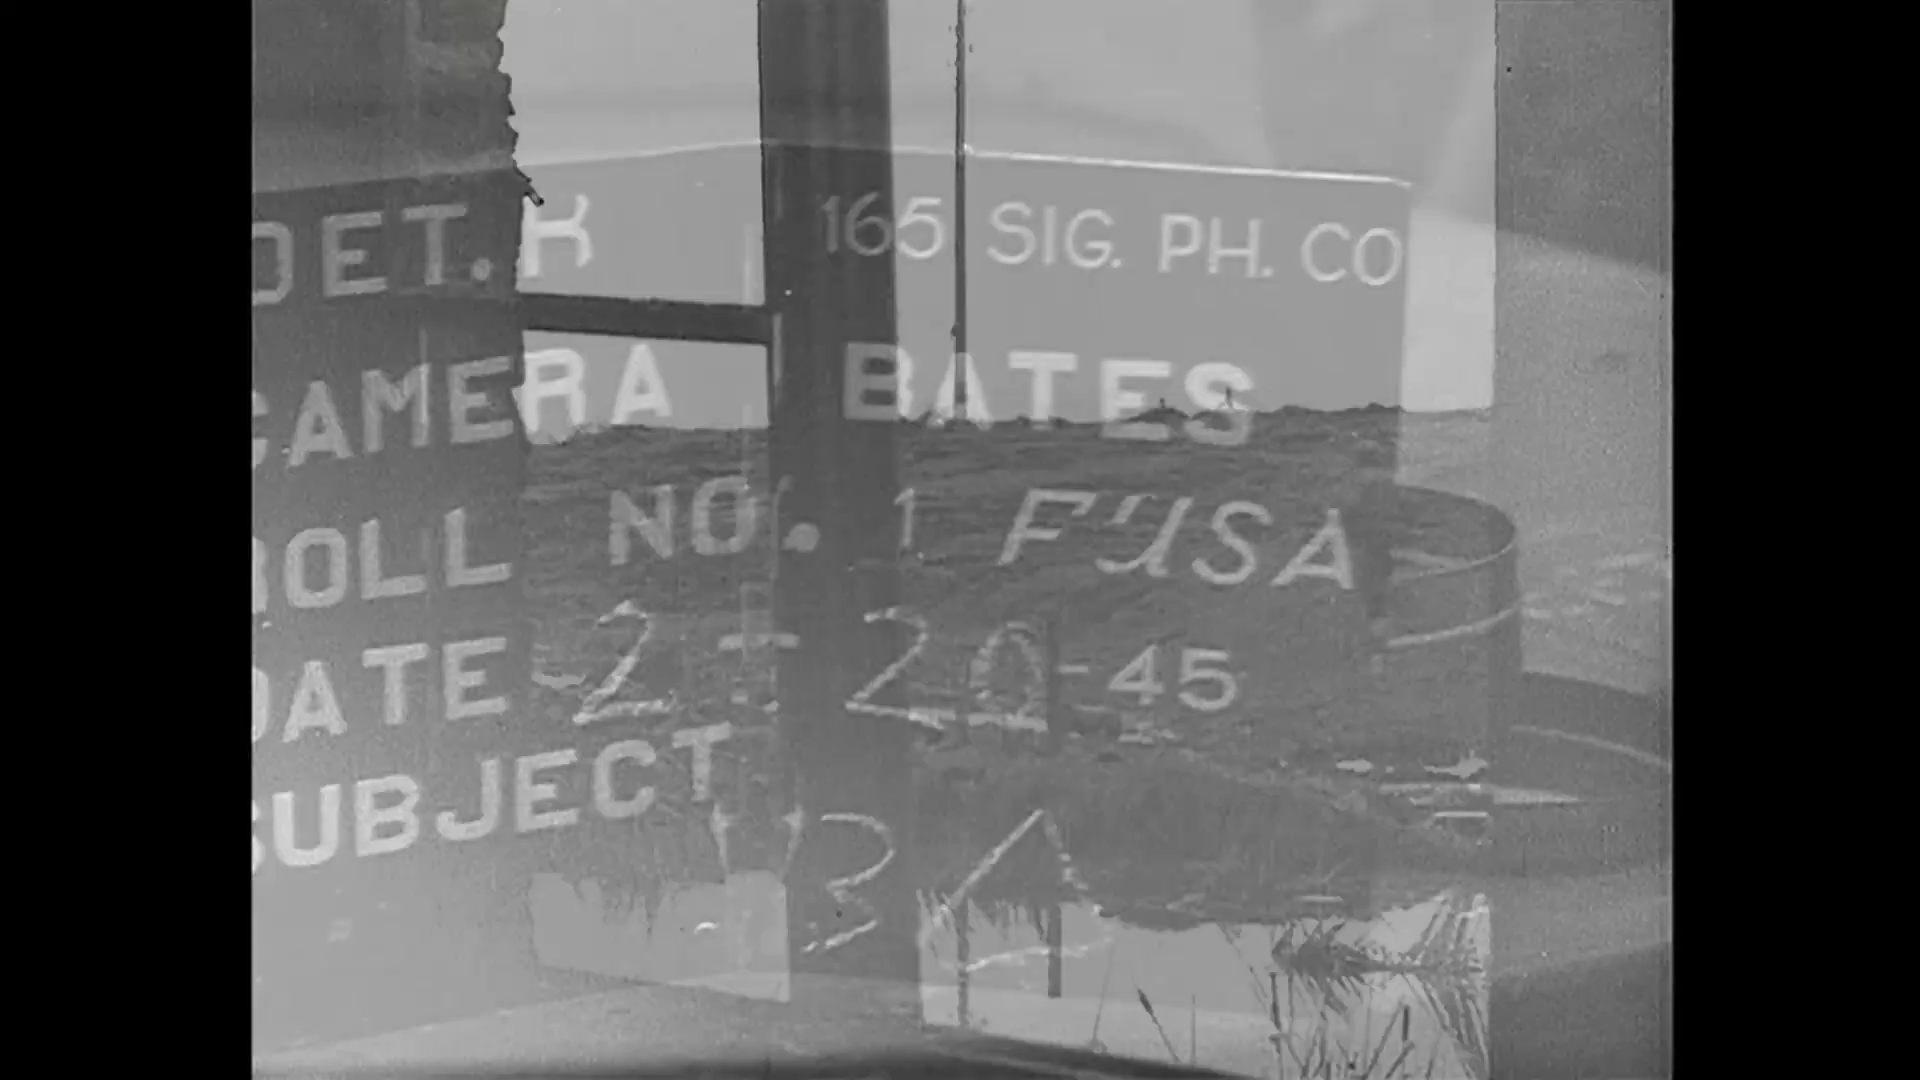 DET. K 165 SIG. PH. CO
CAMERA BATES
ROLL NO. 1 FUSA
DATE 2-20-45
SUBJECT